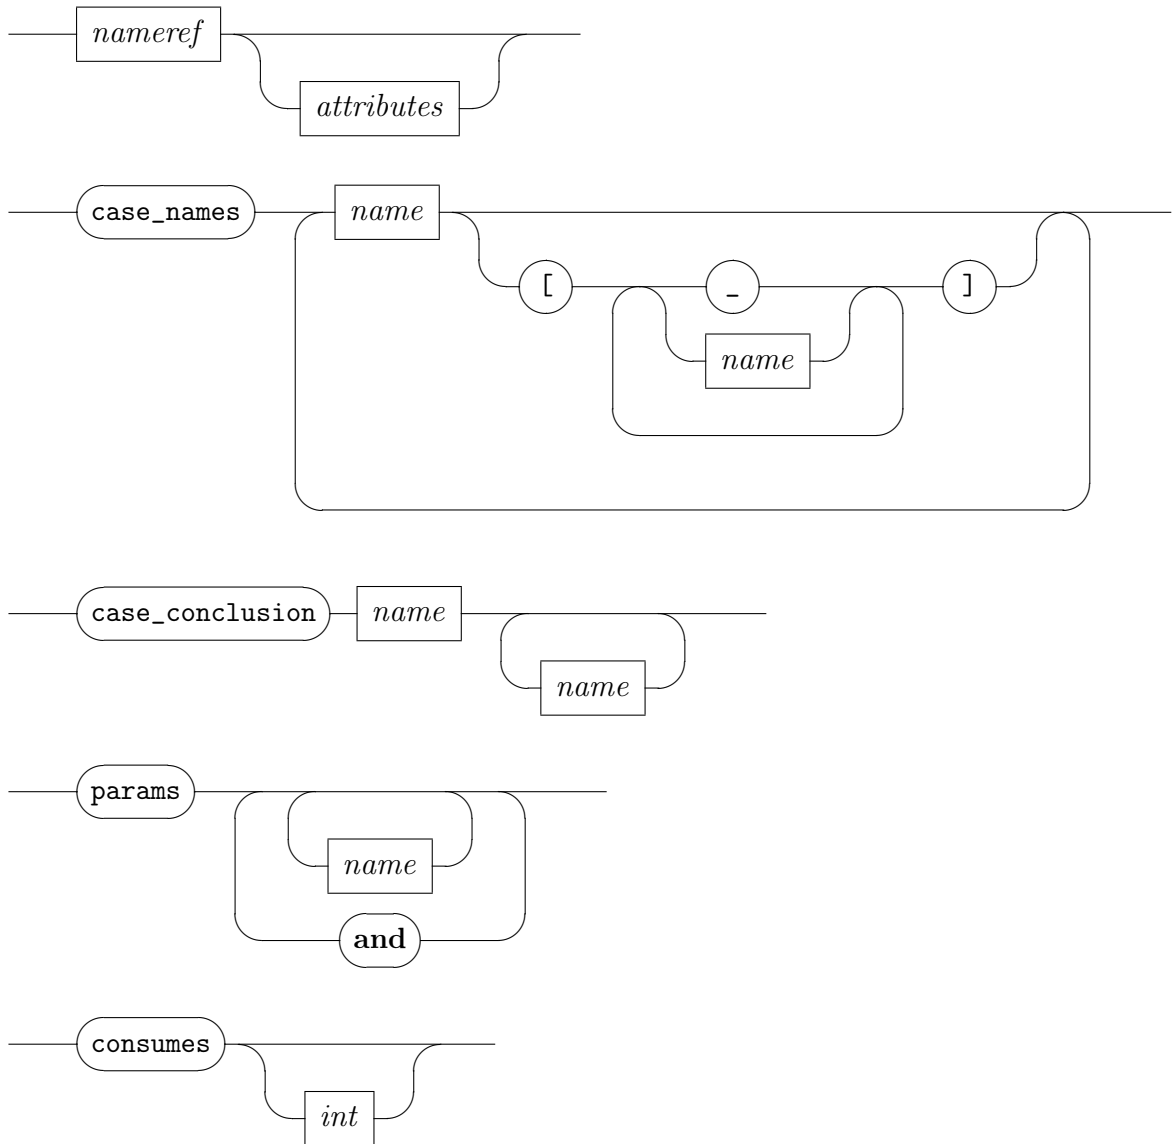 nameref
attributes
case_names name
[ _ ]
name
case_conclusion name
name
params
name
and
consumes
int